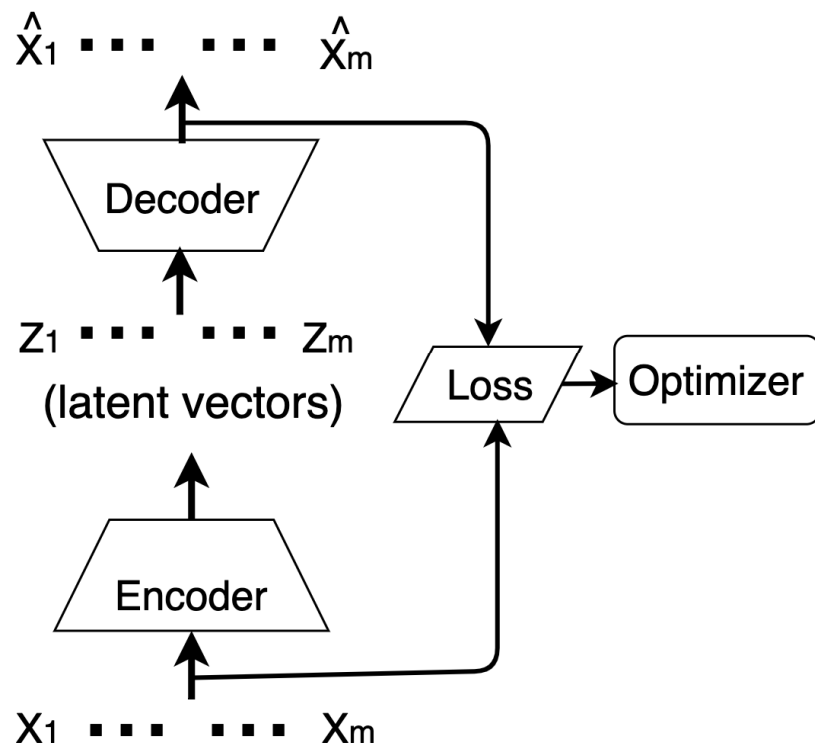 x̂1 ... ... x̂m
Decoder
z1 ... ... zm
(latent vectors)
Loss
Optimizer
Encoder
x1 ... ... xm